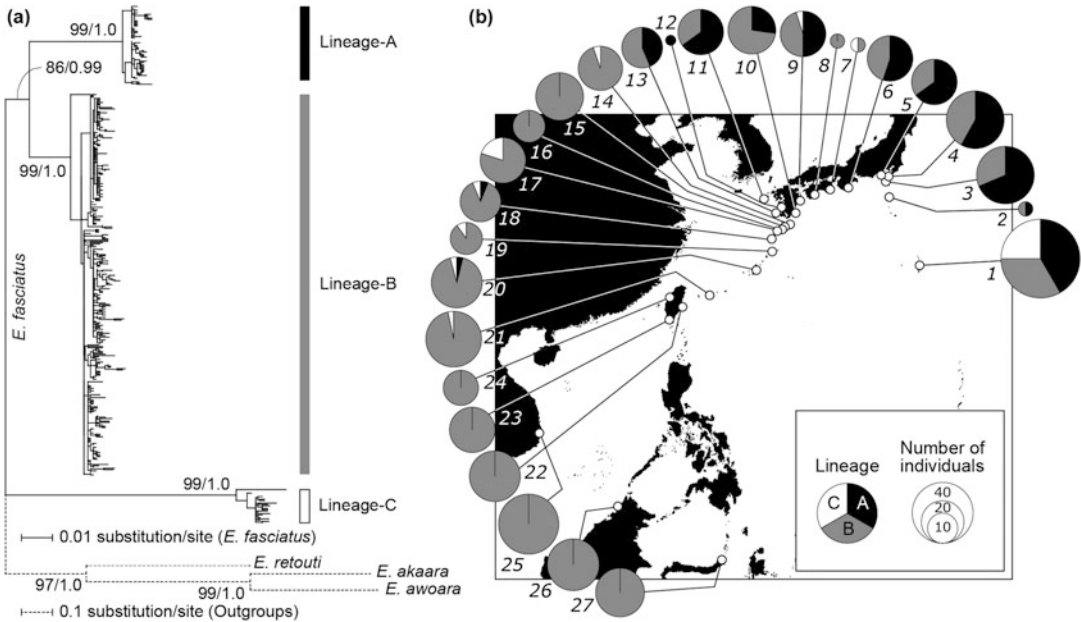 (a)
99/1.0
Lineage-A
86/0.99
99/1.0
E. fasciatus
Lineage-B
99/1.0
Lineage-C
0.01 substitution/site (E. fasciatus)
E. retouti
E. akaara
97/1.0
99/1.0
E. awoara
0.1 substitution/site (Outgroups)
(b)
12
11
10
9
8
7
6
5
4
3
2
1
13
14
15
16
17
18
19
20
21
24
23
22
25
26
27
Lineage
C
A
B
Number of
individuals
40
20
10